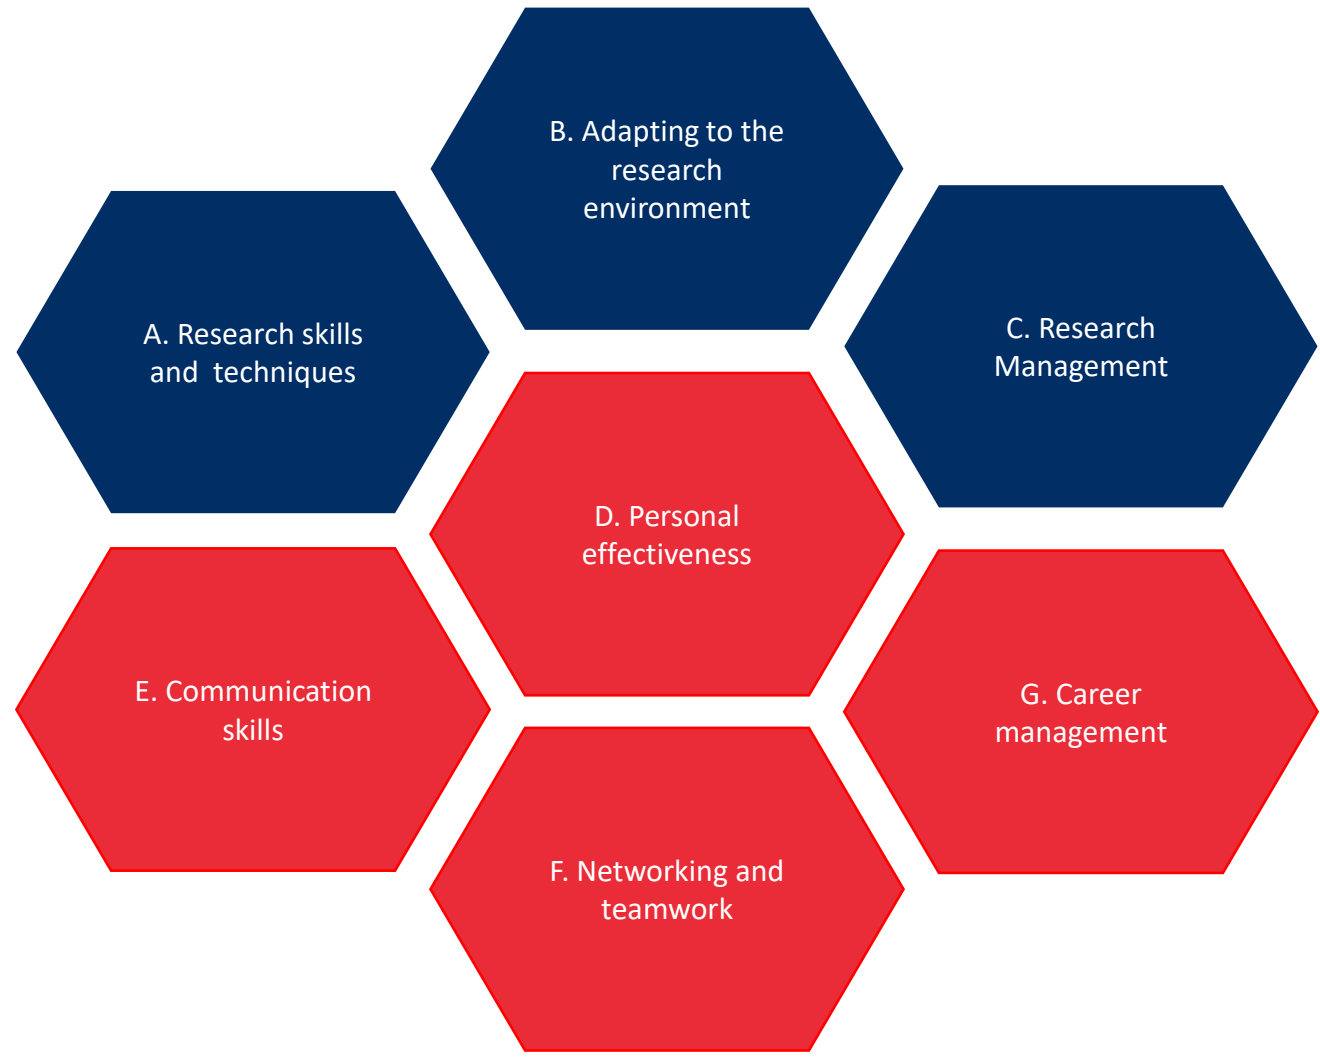 B. Adapting to the
research
environment
A. Research skills
and  techniques
C. Research
Management
D. Personal
effectiveness
E. Communication
skills
G. Career
management
F. Networking and
teamwork